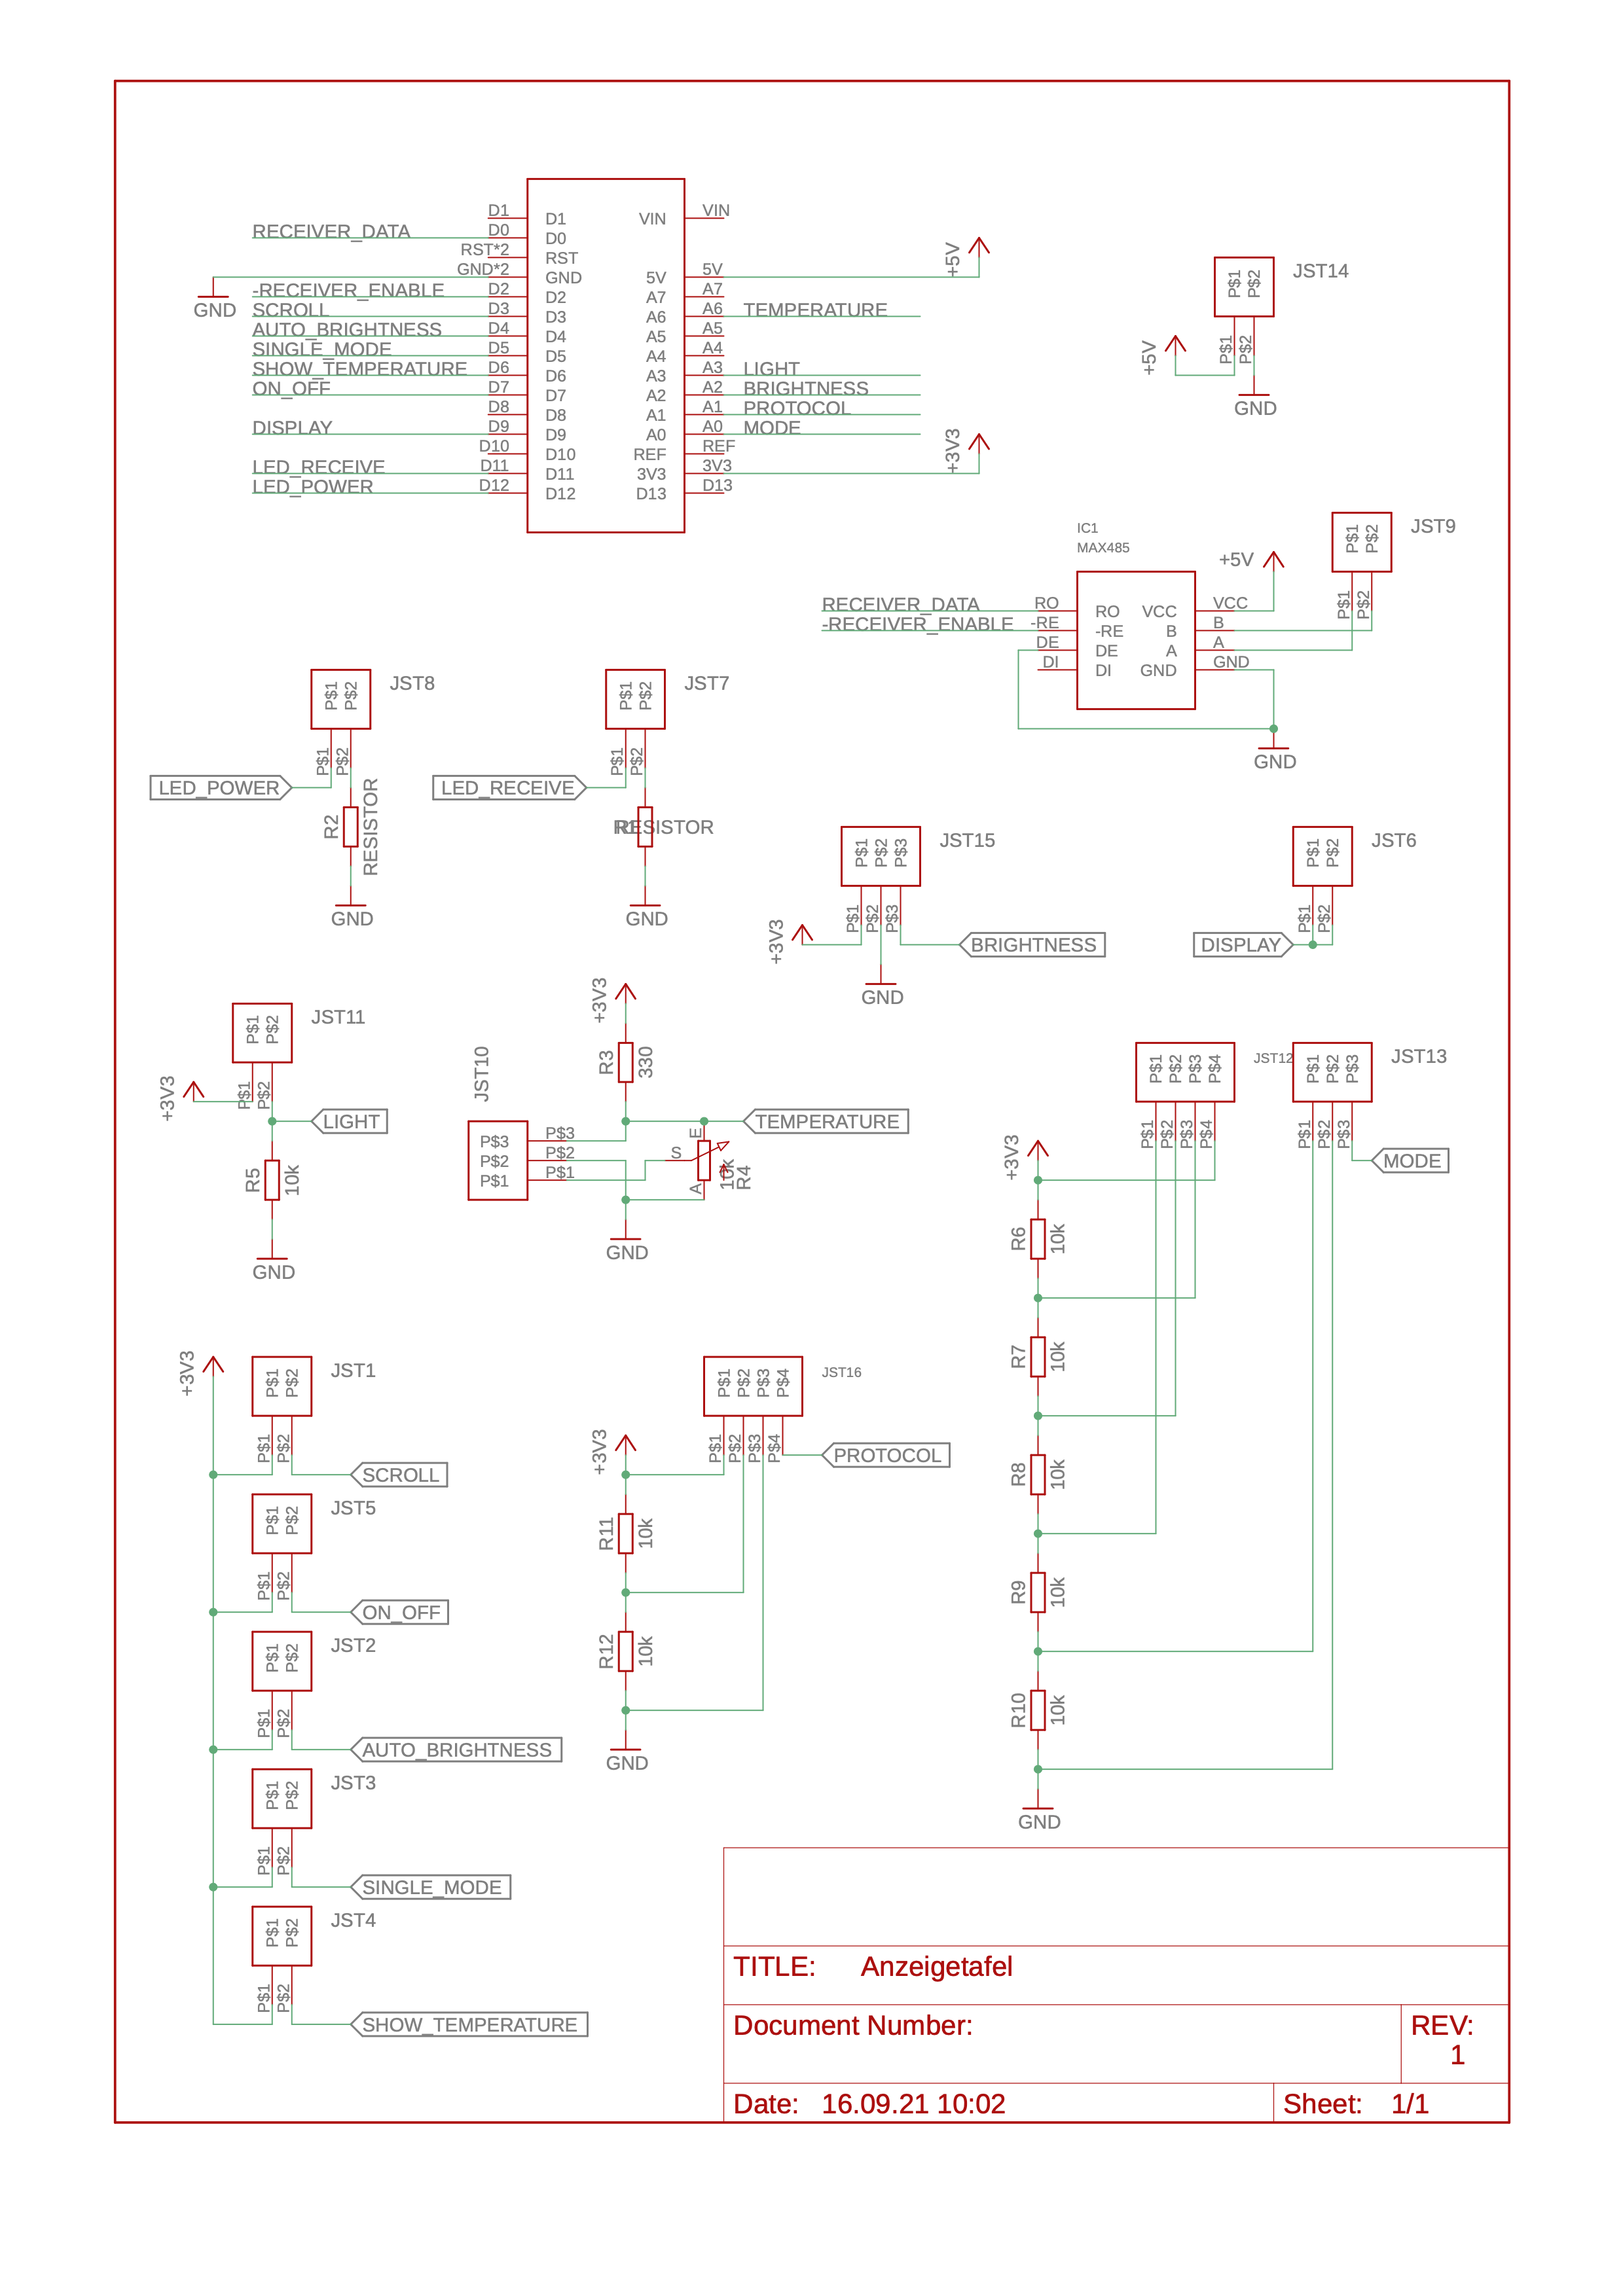 D1
D1
VIN
VIN
RECEIVER_DATA
D0
D0
RST*2
RST
GND*2
GND
5V
5V
+5V
GND
-RECEIVER_ENABLE
D2
D2
A7
A7
SCROLL
D3
D3
A6
A6
TEMPERATURE
AUTO_BRIGHTNESS
D4
D4
A5
A5
SINGLE_MODE
D5
D5
A4
A4
SHOW_TEMPERATURE
D6
D6
A3
A3
LIGHT
ON_OFF
D7
D7
A2
A2
BRIGHTNESS
D8
D8
A1
A1
PROTOCOL
DISPLAY
D9
D9
A0
A0
MODE
D10
D10
REF
REF
LED_RECEIVE
D11
D11
3V3
3V3
+3V3
LED_POWER
D12
D12
D13
D13
P$1
P$2
JST14
P$1
P$2
+5V
GND
IC1
MAX485
+5V
P$1
P$2
JST9
P$1
P$2
RECEIVER_DATA
RO
RO
VCC
VCC
-RECEIVER_ENABLE
-RE
-RE
B
B
DE
DE
A
A
DI
DI
GND
GND
GND
P$1
P$2
JST8
P$1
P$2
LED_POWER
R2
RESISTOR
GND
P$1
P$2
JST7
P$1
P$2
LED_RECEIVE
R1
RESISTOR
GND
P$1
P$2
P$3
JST15
P$1
P$2
P$3
+3V3
BRIGHTNESS
GND
P$1
P$2
JST6
P$1
P$2
DISPLAY
P$1
P$2
JST11
P$1
P$2
+3V3
LIGHT
R5
10k
GND
+3V3
R3
330
JST10
TEMPERATURE
P$3
P$3
P$2
P$2
P$1
P$1
E
S
A
10k
R4
GND
P$1
P$2
P$3
P$4
JST12
P$1
P$2
P$3
P$4
P$1
P$2
P$3
JST13
P$1
P$2
P$3
MODE
+3V3
R6
10k
R7
10k
R8
10k
R9
10k
R10
10k
GND
+3V3
P$1
P$2
JST1
P$1
P$2
SCROLL
P$1
P$2
JST5
P$1
P$2
ON_OFF
P$1
P$2
JST2
P$1
P$2
AUTO_BRIGHTNESS
P$1
P$2
JST3
P$1
P$2
SINGLE_MODE
P$1
P$2
JST4
P$1
P$2
SHOW_TEMPERATURE
P$1
P$2
P$3
P$4
JST16
P$1
P$2
P$3
P$4
+3V3
PROTOCOL
R11
10k
R12
10k
GND
TITLE: Anzeigetafel
Document Number:
REV:
1
Date: 16.09.21 10:02
Sheet: 1/1